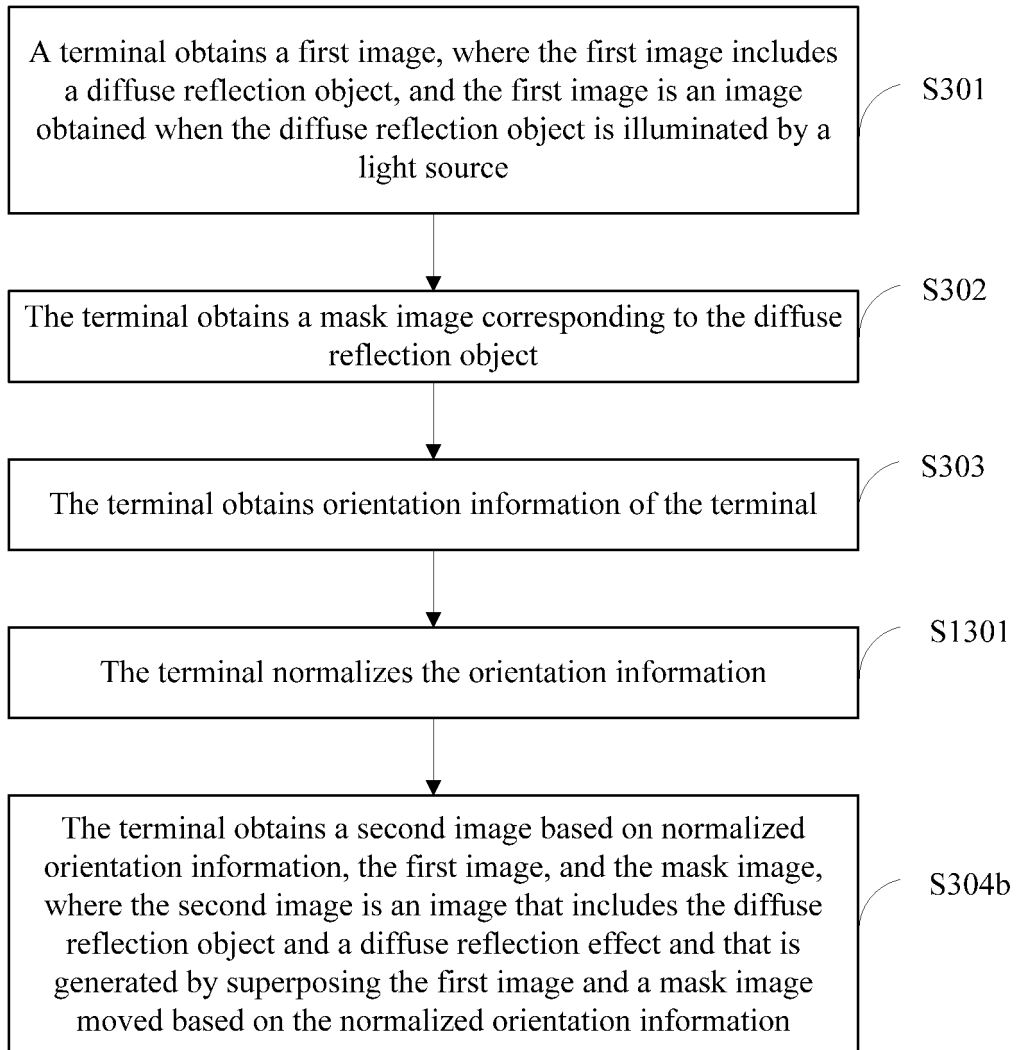 A terminal obtains a first image, where the first image includes
a diffuse reflection object, and the first image is an image
obtained when the diffuse reflection object is illuminated by a
light source
S301
The terminal obtains a mask image corresponding to the diffuse
reflection object
S302
The terminal obtains orientation information of the terminal
S303
The terminal normalizes the orientation information
S1301
The terminal obtains a second image based on normalized
orientation information, the first image, and the mask image,
where the second image is an image that includes the diffuse
reflection object and a diffuse reflection effect and that is
generated by superposing the first image and a mask image
moved based on the normalized orientation information
S304b